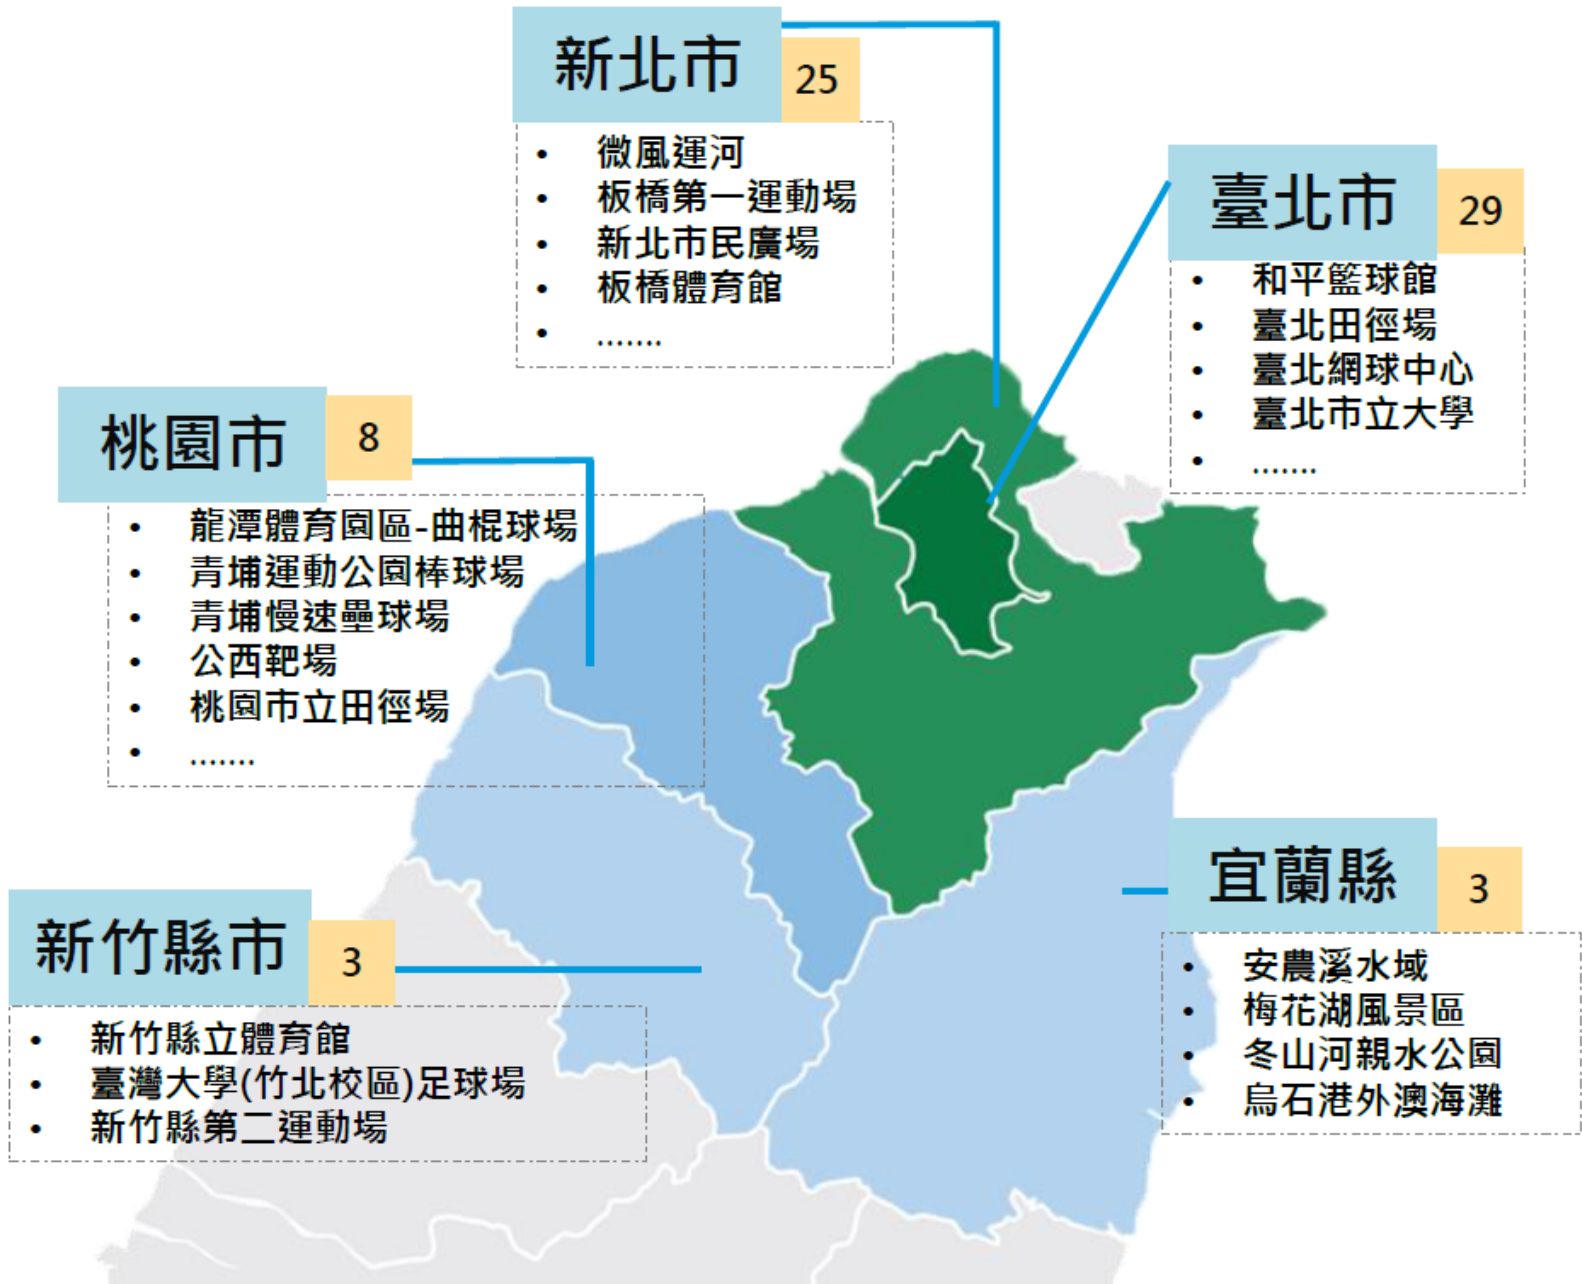 新北市
25
• 微風運河
• 板橋第一運動場
• 新北市民廣場
• 板橋體育館
• .......
臺北市
29
• 和平籃球館
• 臺北田徑場
• 臺北網球中心
• 臺北市立大學
• .......
桃園市
8
• 龍潭體育園區-曲棍球場
• 青埔運動公園棒球場
• 青埔慢速壘球場
• 公西靶場
• 桃園市立田徑場
• .......
宜蘭縣
3
• 安農溪水域
• 梅花湖風景區
• 冬山河親水公園
• 烏石港外澳海灘
新竹縣市
3
• 新竹縣立體育館
• 臺灣大學(竹北校區)足球場
• 新竹縣第二運動場